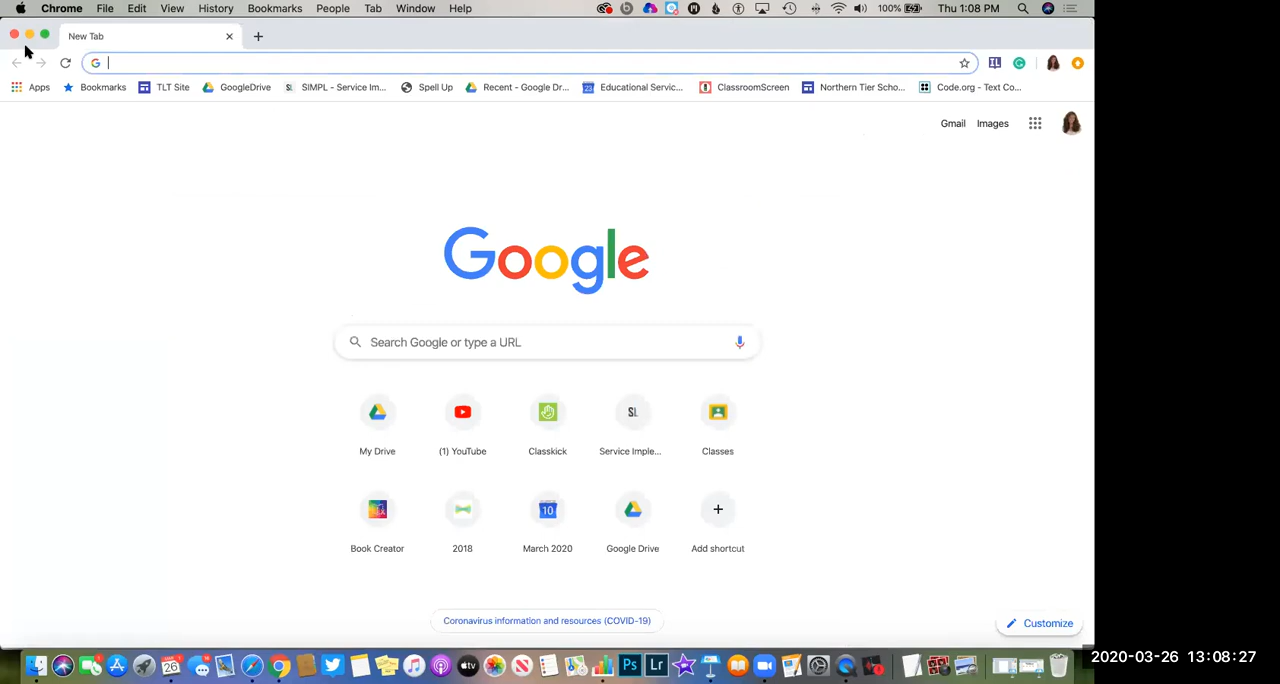 Chrome File Edit View History Bookmarks People Tab Window Help 100% Thu 1:08 PM
New Tab
Apps Bookmarks TLT Site GoogleDrive SIMPL - Service Im... Spell Up Recent - Google Dr... Educational Servic... ClassroomScreen Northern Tier Scho... Code.org - Text Co...
Gmail Images
Google
Search Google or type a URL
SL
My Drive (1) YouTube Classkick Service Imple... Classes
10
Book Creator 2018 March 2020 Google Drive Add shortcut
Coronavirus information and resources (COVID-19)
Customize
26 tv Ps Lr
2020-03-26 13:08:27